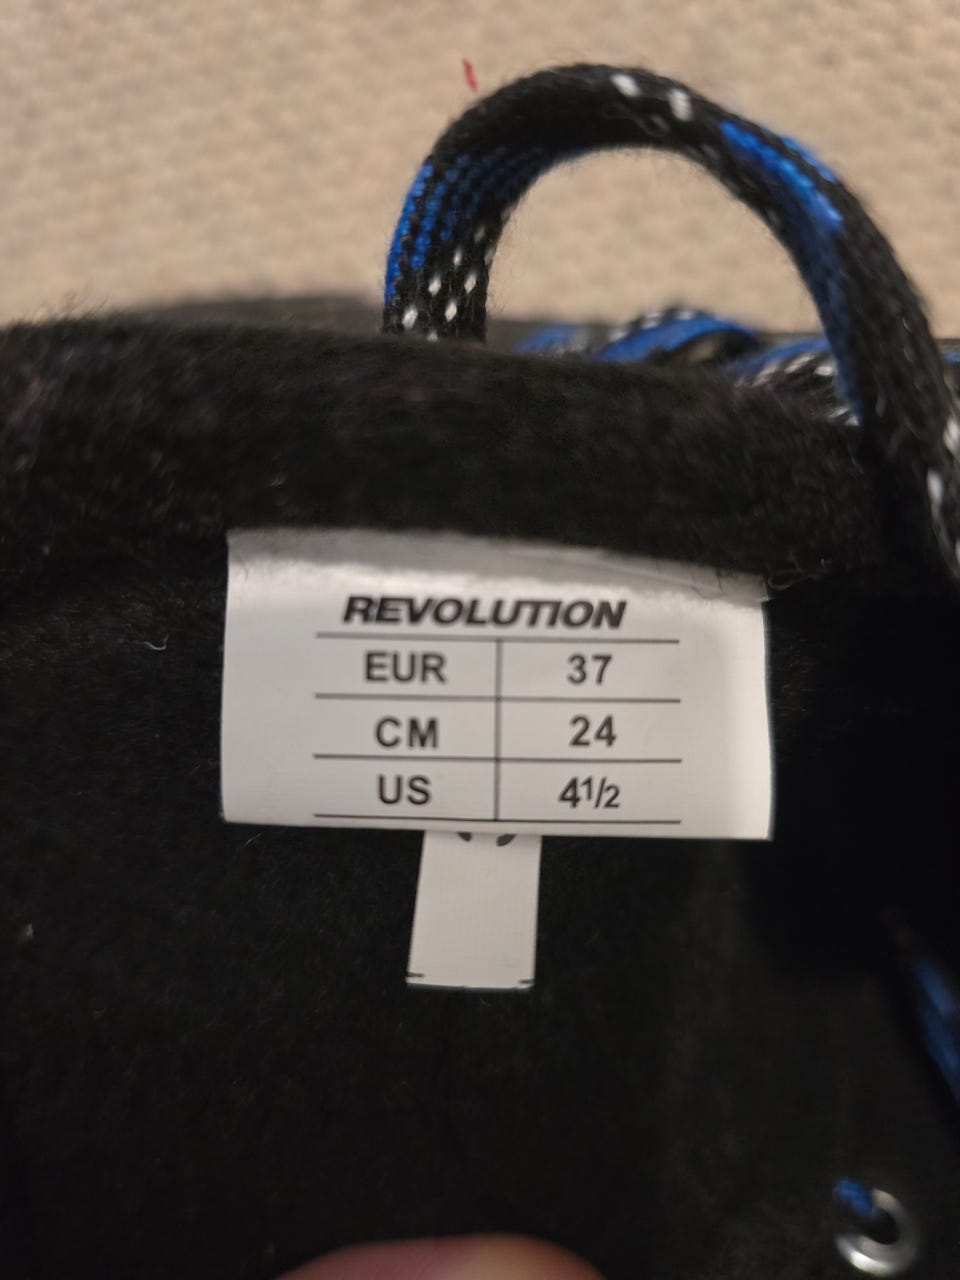 REVOLUTION
EUR 37
CM 24
US 4½